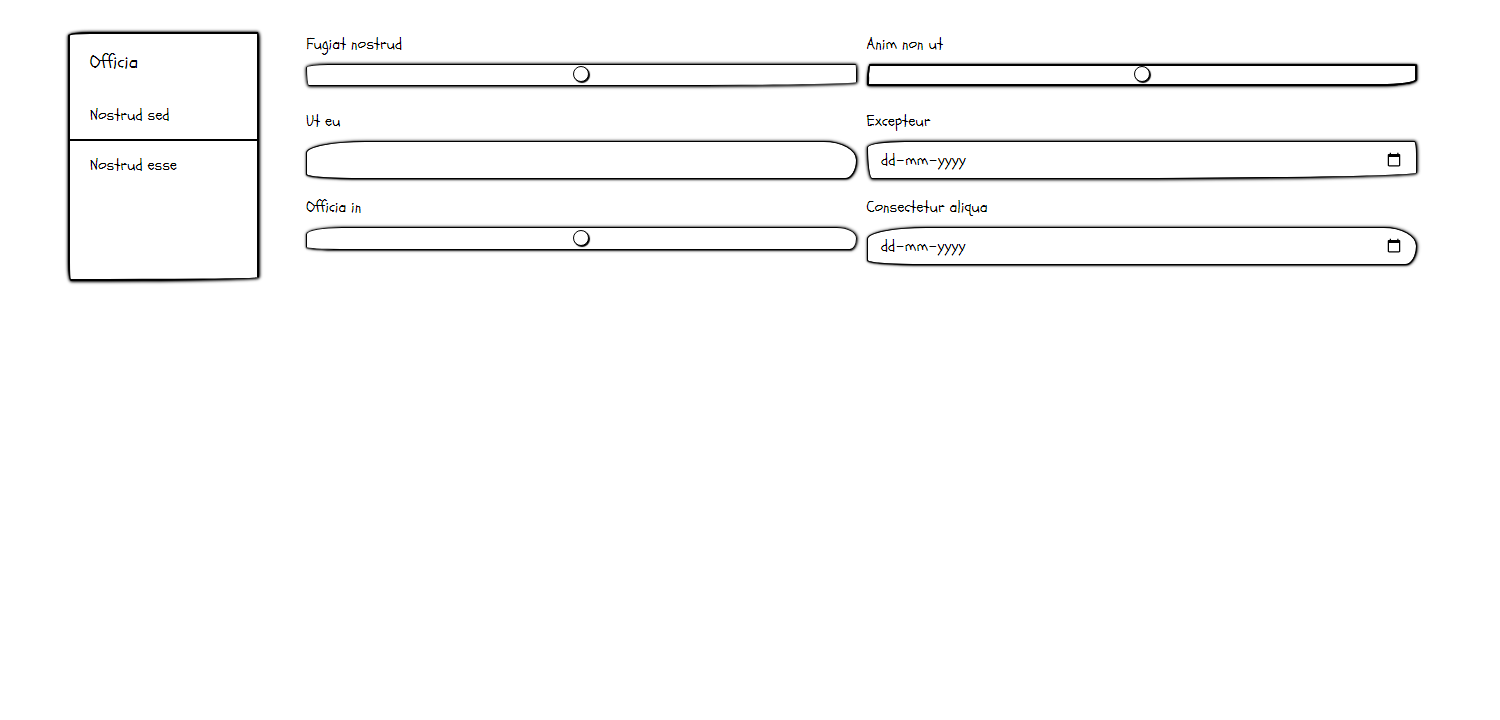 Officia
Nostrud sed
Nostrud esse
Fugiat nostrud
Anim non ut
Ut eu
Excepteur
dd-mm-yyyy
Officia in
Consectetur aliqua
dd-mm-yyyy